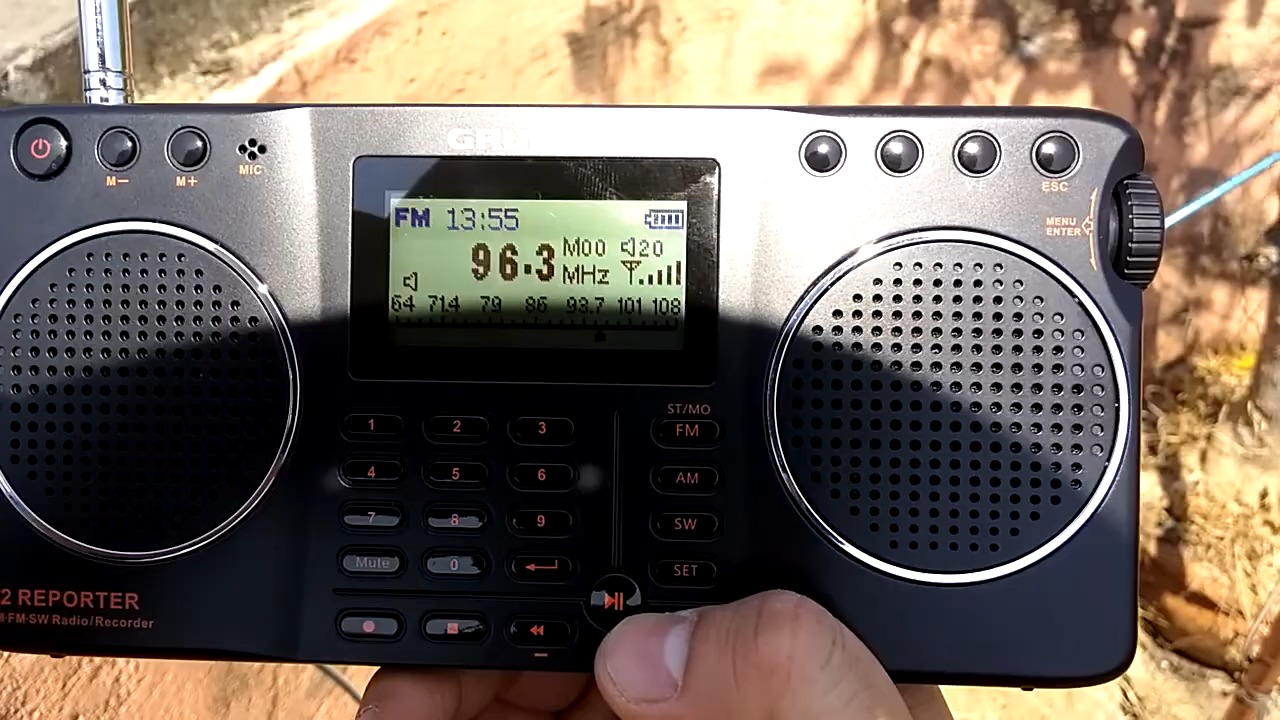 M−
M+
MIC
ESC
MENU
ENTER
FM 13:55
96.3 M00 20
MHz
64 71.4 79 86 93.7 101 108
1 2 3
ST/MO
FM
4 5 6
AM
7 8 9
SW
Mute 0
SET
2 REPORTER
FM·SW Radio/Recorder